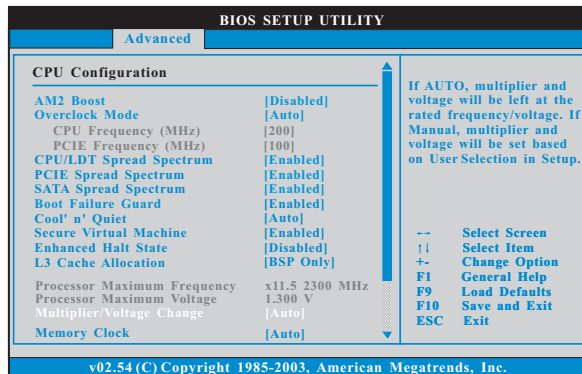 BIOS SETUP UTILITY
Advanced
CPU Configuration
AM2 Boost [Disabled]
Overclock Mode [Auto]
CPU Frequency (MHz) [200]
PCIE Frequency (MHz) [100]
CPU/LDT Spread Spectrum [Enabled]
PCIE Spread Spectrum [Enabled]
SATA Spread Spectrum [Enabled]
Boot Failure Guard [Enabled]
Cool' n' Quiet [Auto]
Secure Virtual Machine [Enabled]
Enhanced Halt State [Disabled]
L3 Cache Allocation [BSP Only]
Processor Maximum Frequency x11.5 2300 MHz
Processor Maximum Voltage 1.300 V
Multiplier/Voltage Change [Auto]
Memory Clock [Auto]
If AUTO, multiplier and
voltage will be left at the
rated frequency/voltage. If
Manual, multiplier and
voltage will be set based
on User Selection in Setup.
←→ Select Screen
↑↓ Select Item
+- Change Option
F1 General Help
F9 Load Defaults
F10 Save and Exit
ESC Exit
v02.54 (C) Copyright 1985-2003, American Megatrends, Inc.